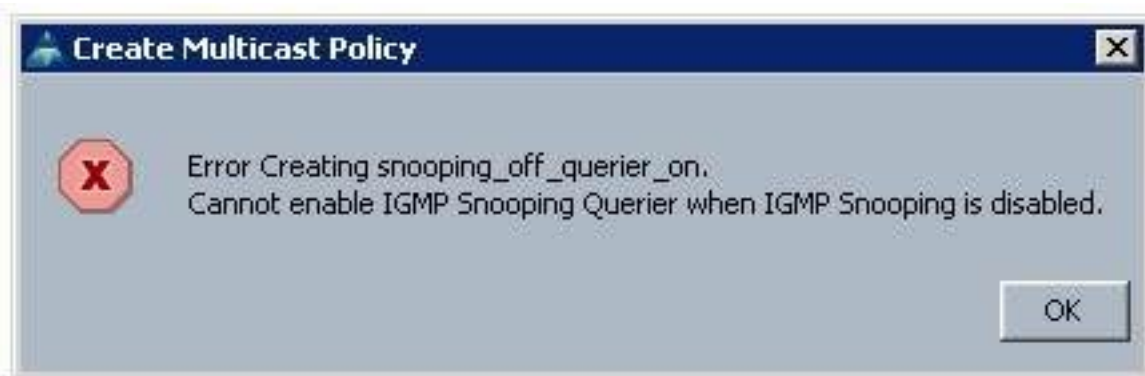 Create Multicast Policy
Error Creating snooping_off_querier_on.
Cannot enable IGMP Snooping Querier when IGMP Snooping is disabled.
OK